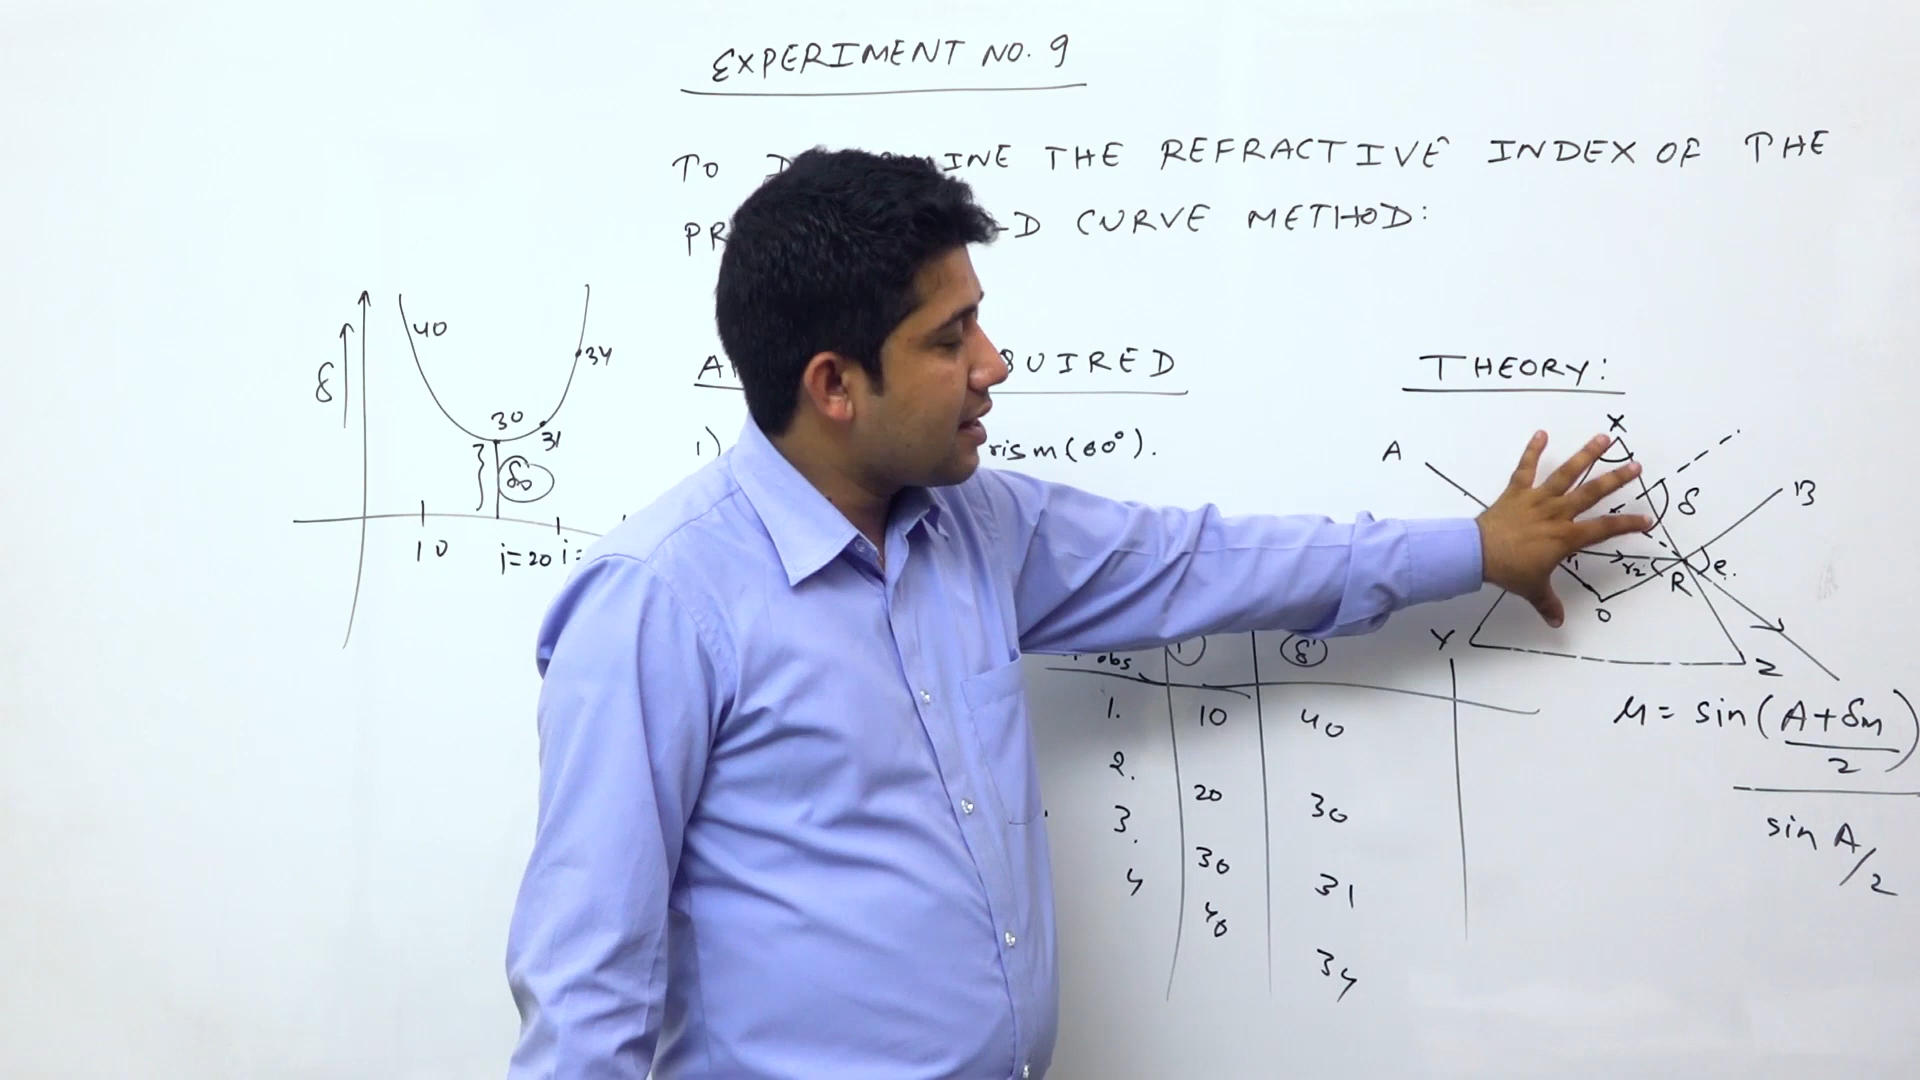 EXPERIMENT NO. 9
TO INE THE REFRACTIVE INDEX OF THE
PR -D CURVE METHOD:
δ
40
34
30
31
δ₀
10
i=20 i=
QUIRED
1) rism (60°).
THEORY:
X
A
B
δ
r₁
r₂
R
e.
O
Y
Z
obs
i
δ
1. 10 40
2. 20 30
3. 30 31
4 40 34
μ = sin (A+δm/2)
sin A/2